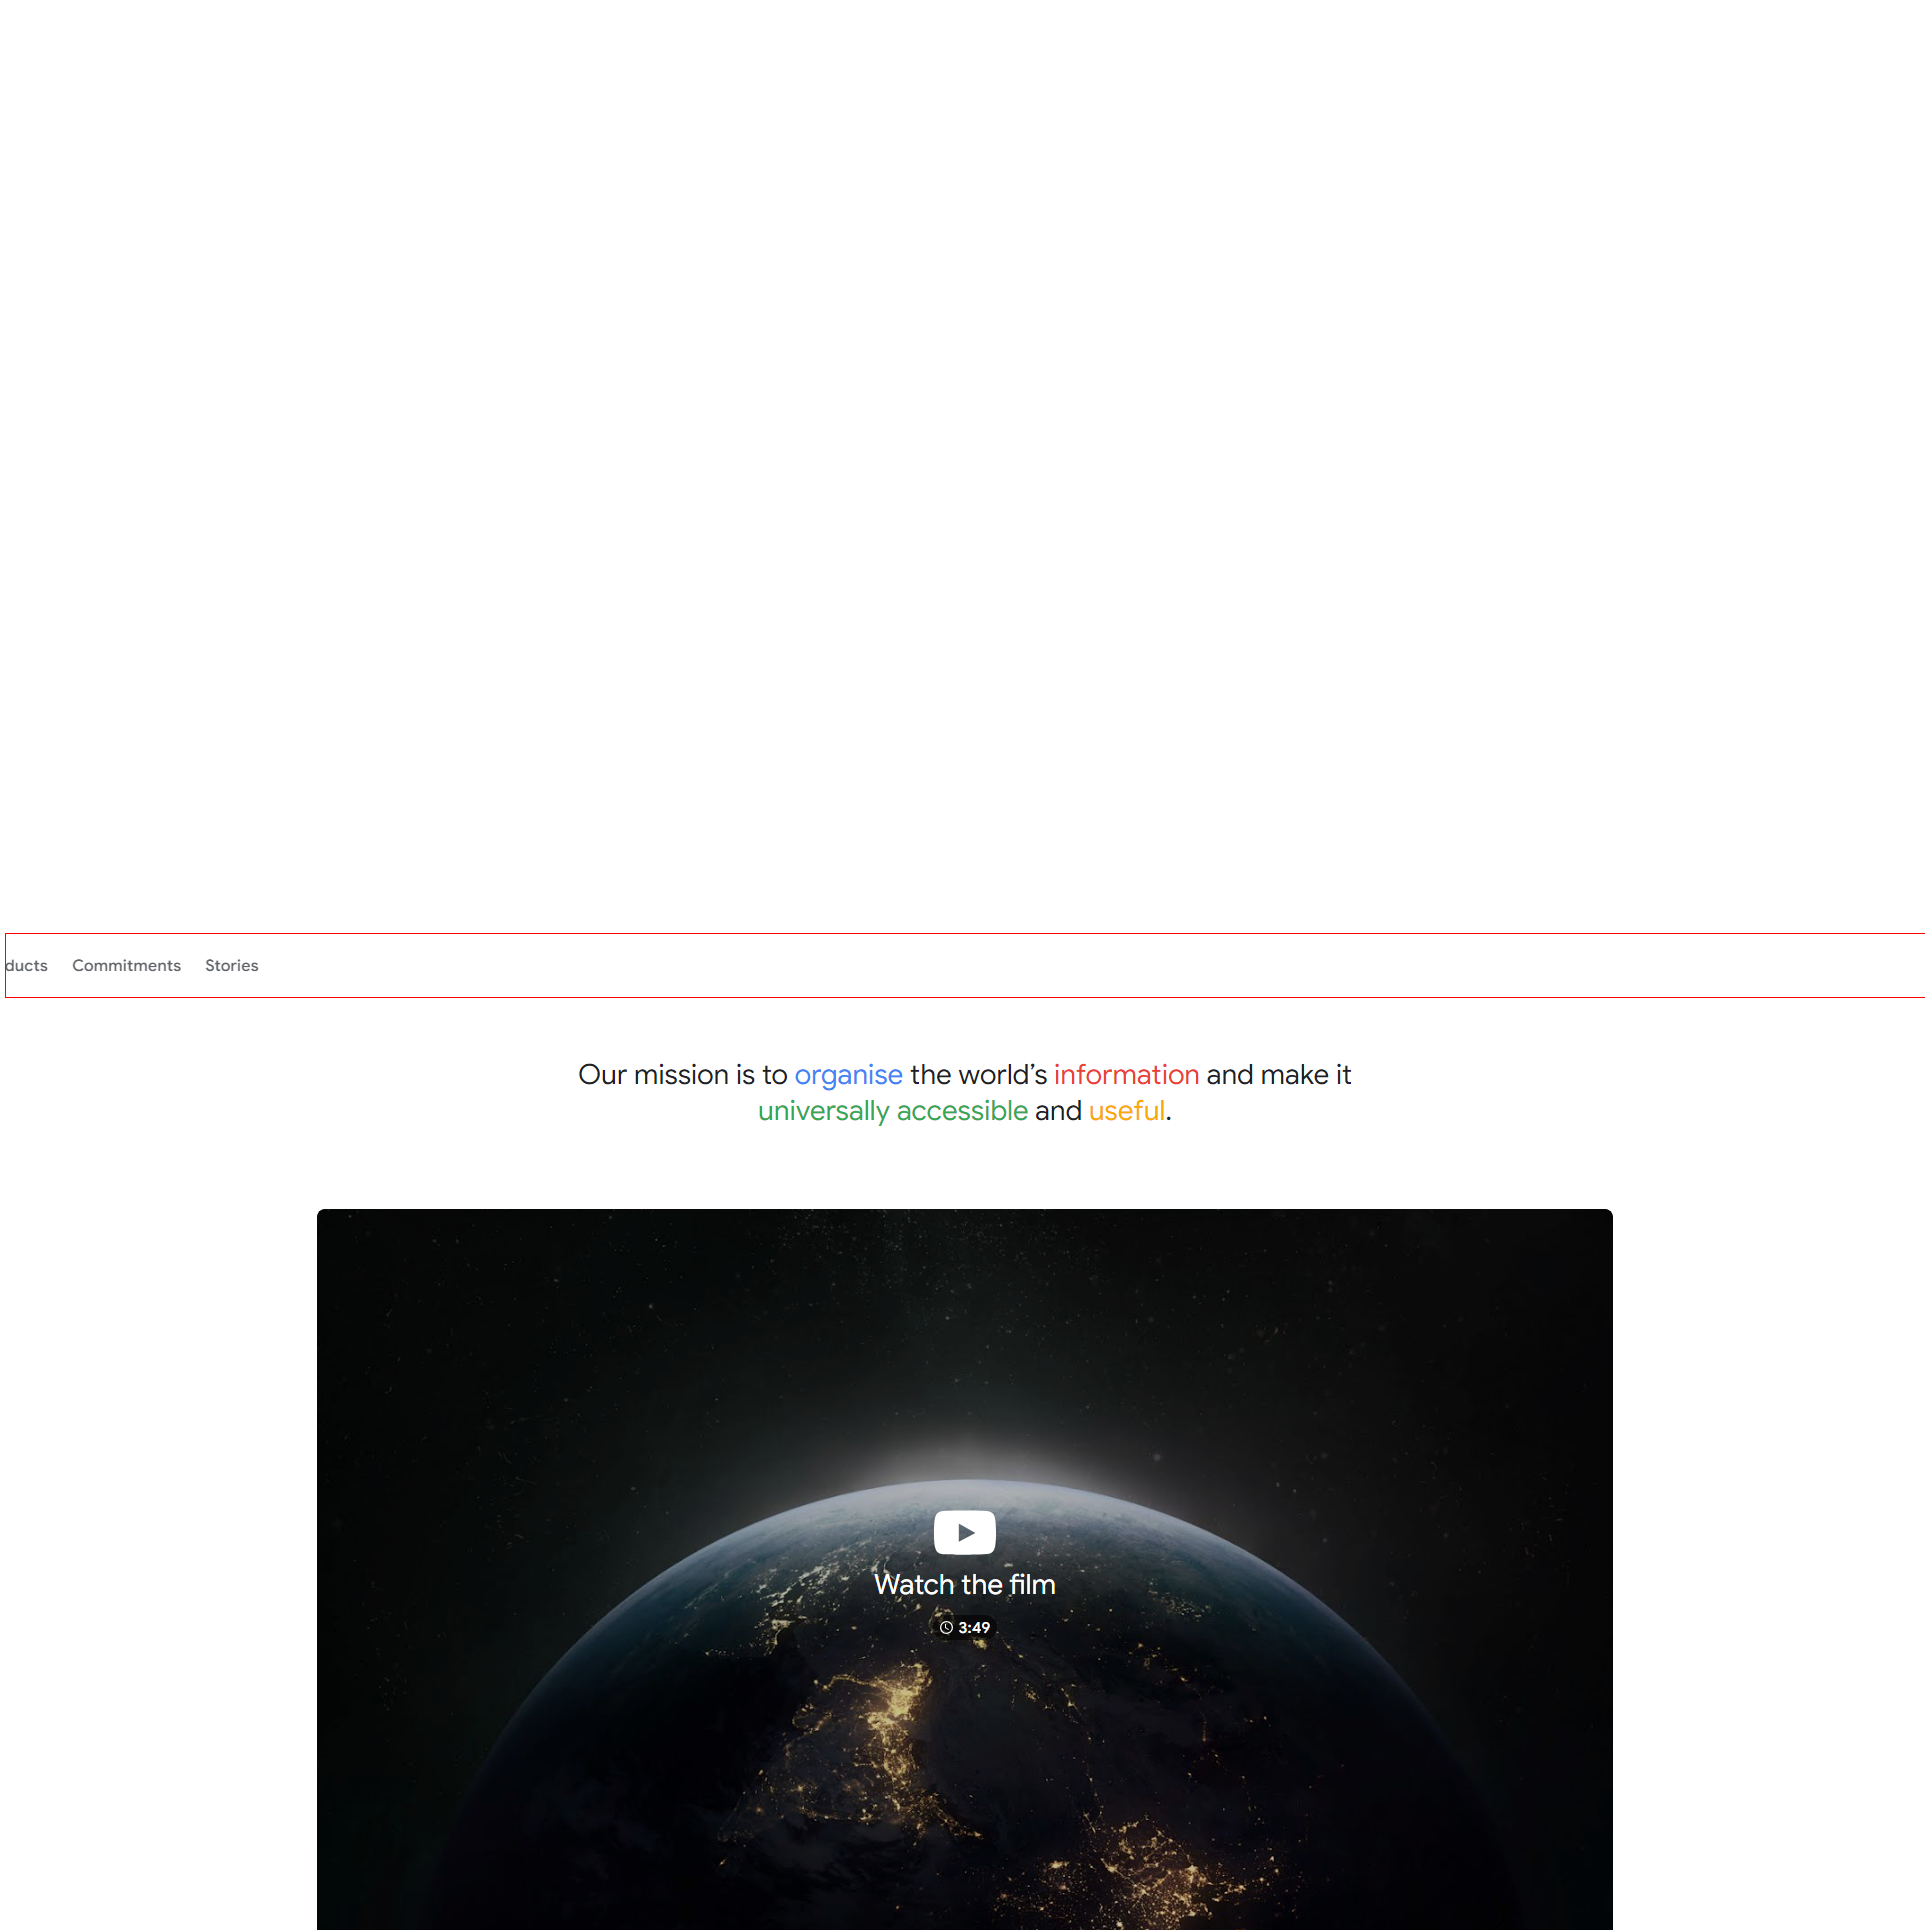 ducts Commitments Stories
Our mission is to organise the world’s information and make it
universally accessible and useful.
Watch the film
3:49